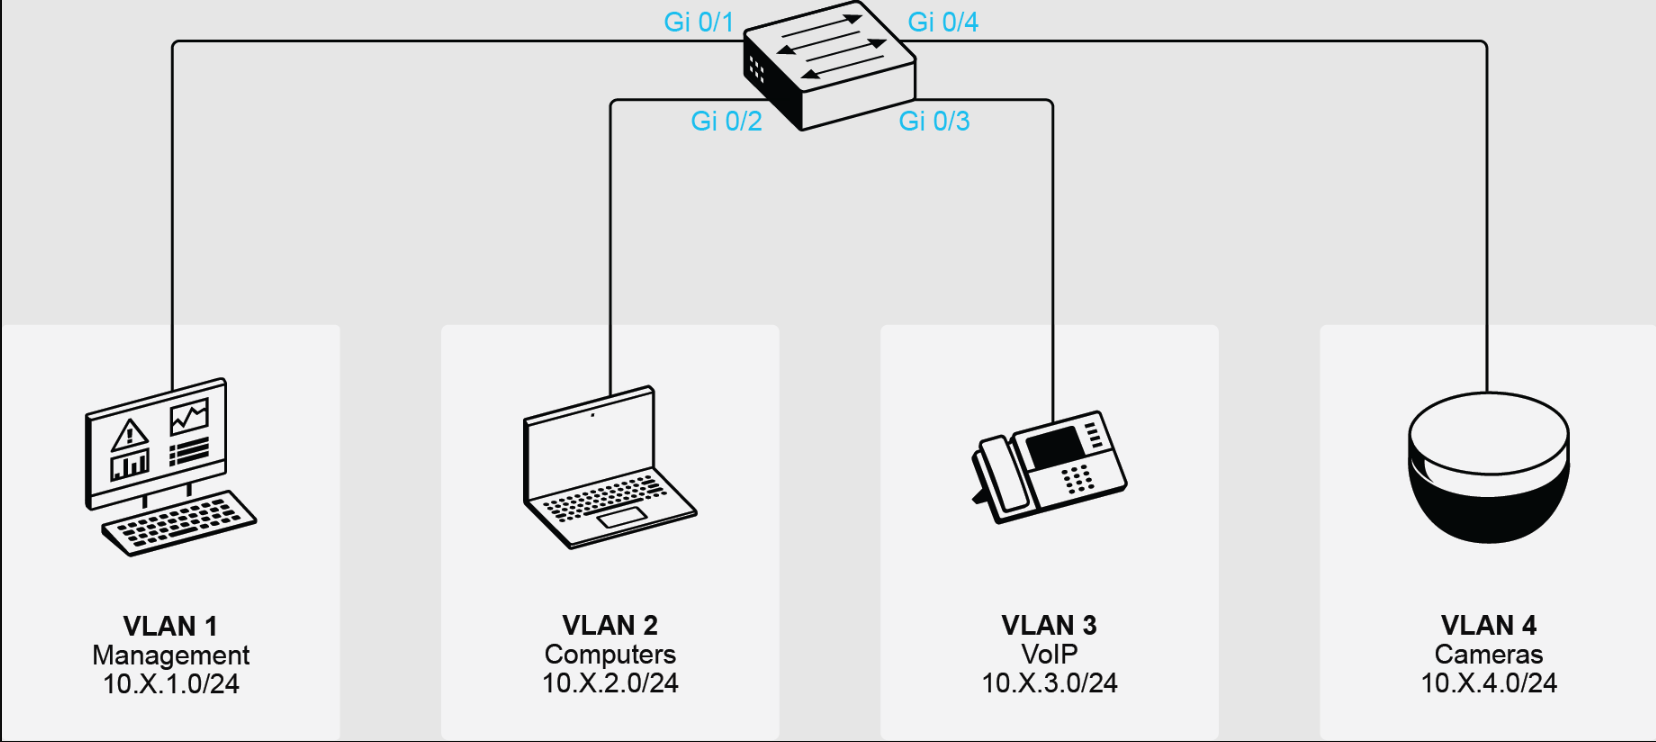 Gi 0/1
Gi 0/4
Gi 0/2
Gi 0/3
VLAN 1
Management
10.X.1.0/24
VLAN 2
Computers
10.X.2.0/24
VLAN 3
VoIP
10.X.3.0/24
VLAN 4
Cameras
10.X.4.0/24